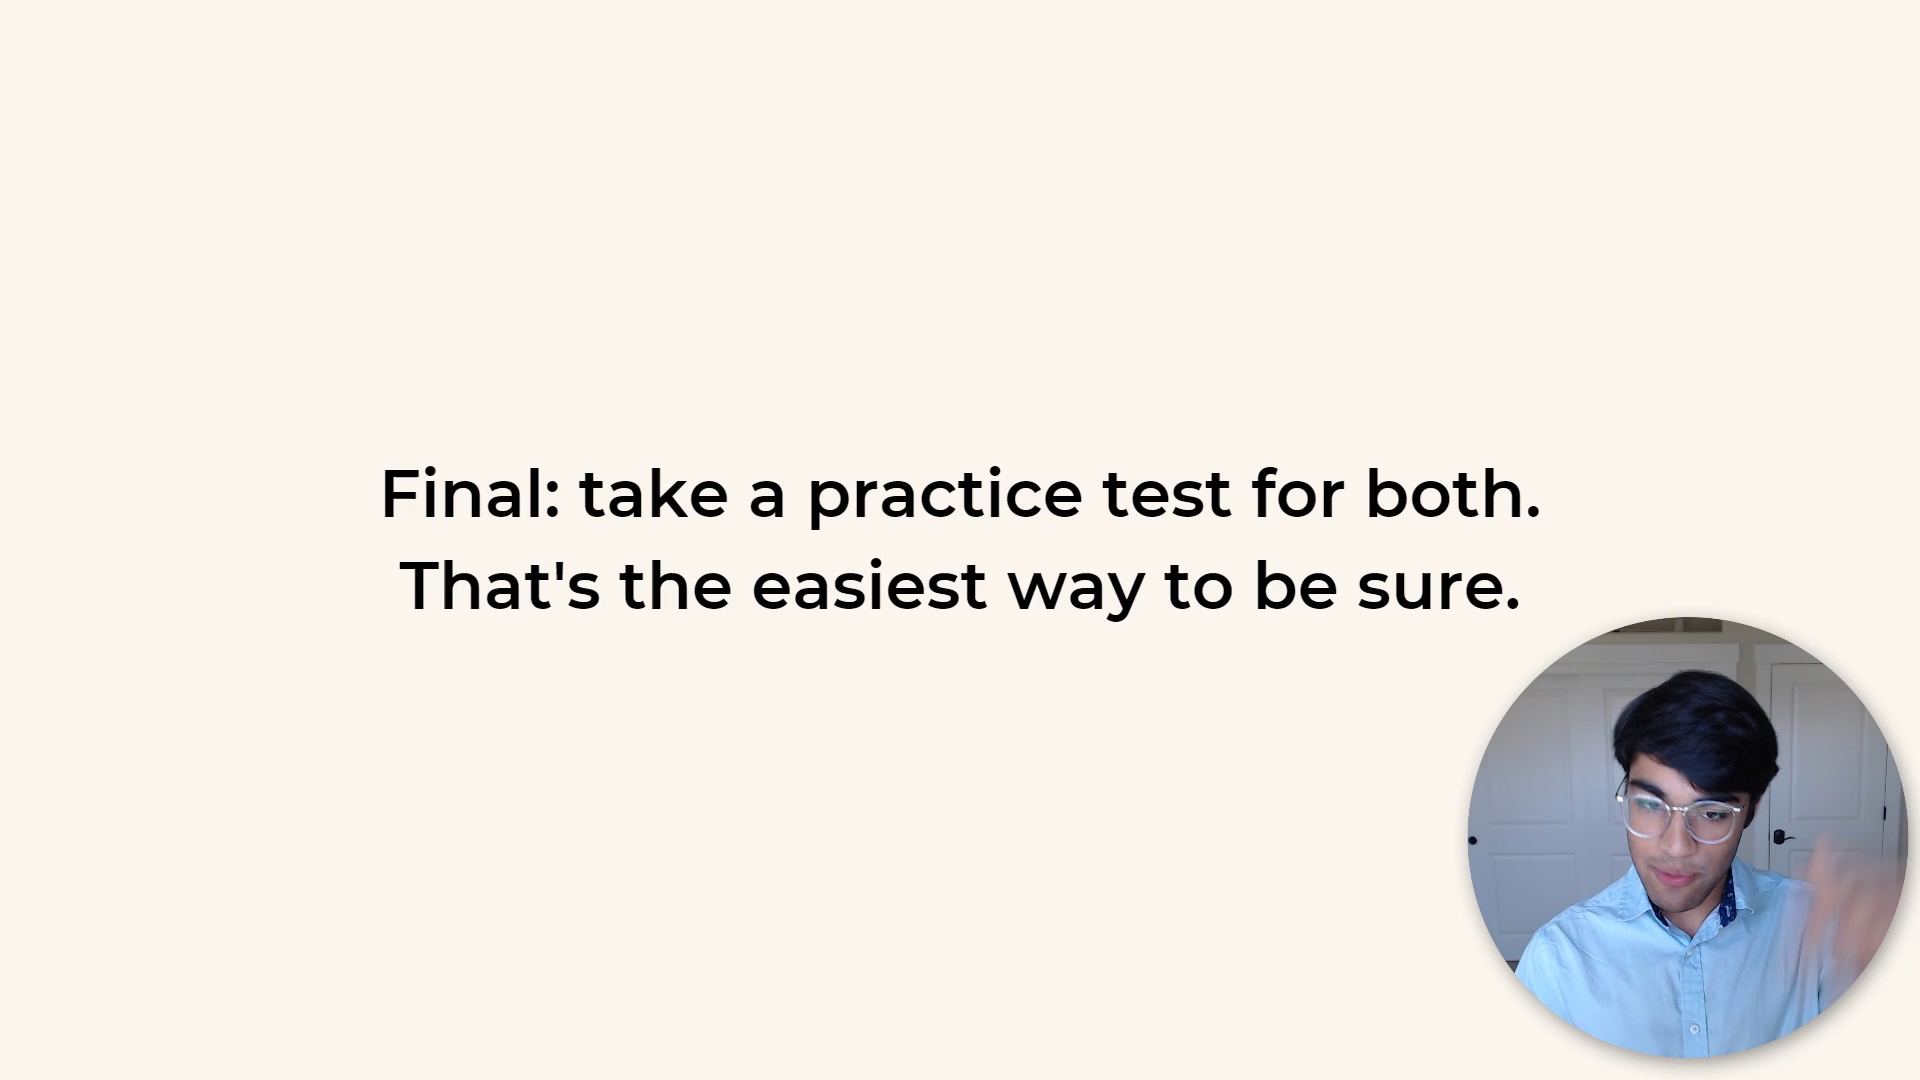 Final: take a practice test for both.
That's the easiest way to be sure.